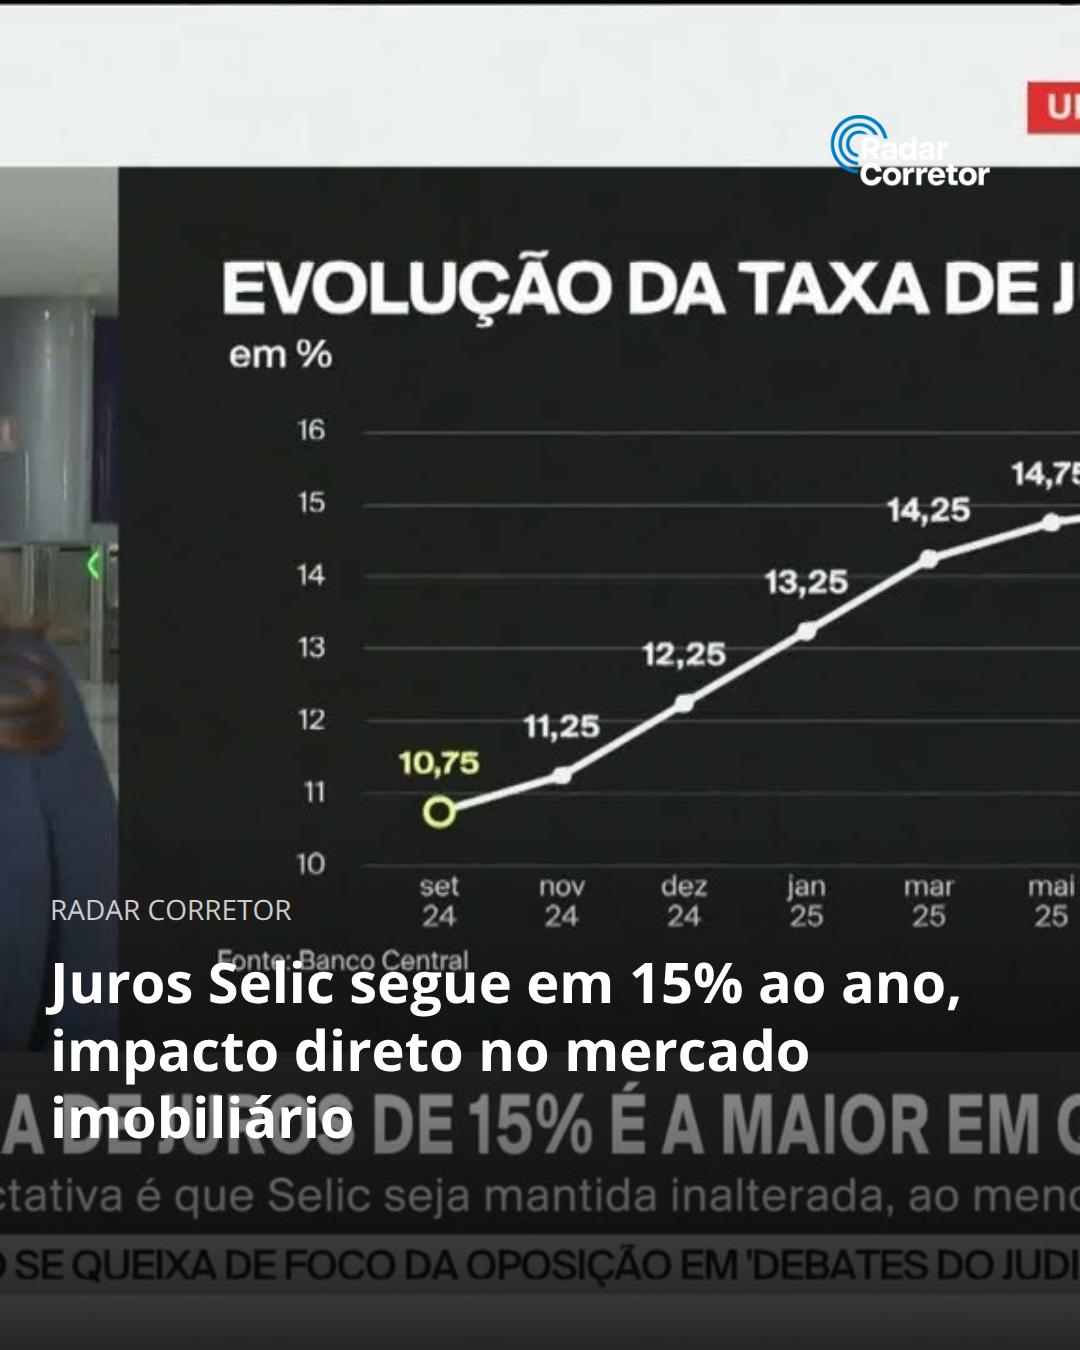 UI
Radar
Corretor
EVOLUÇÃO DA TAXA DE J
em %
16
15
14
13
12
11
10
10,75
11,25
12,25
13,25
14,25
14,75
set
24
nov
24
dez
24
jan
25
mar
25
mai
25
RADAR CORRETOR
Fonte: Banco Central
Juros Selic segue em 15% ao ano,
impacto direto no mercado
imobiliário
A DE JUROS DE 15% É A MAIOR EM
ctativa é que Selic seja mantida inalterada, ao meno
O SE QUEIXA DE FOCO DA OPOSIÇÃO EM 'DEBATES DO JUDI